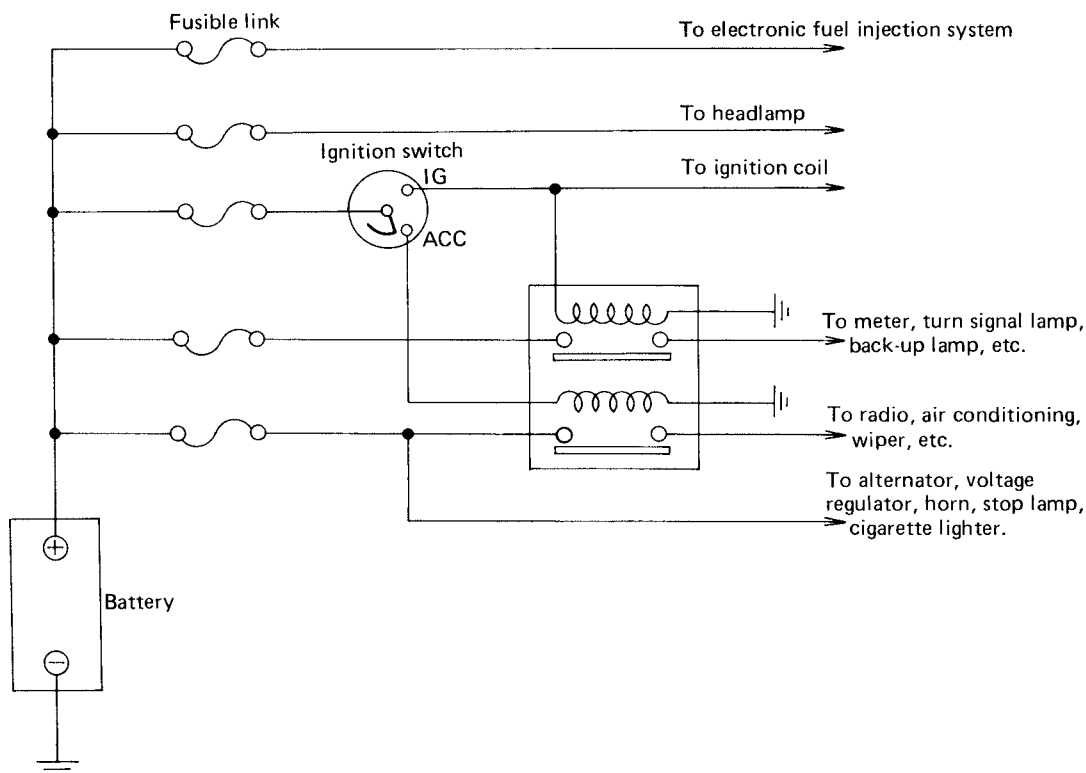 Fusible link
To electronic fuel injection system
To headlamp
Ignition switch
IG
To ignition coil
ACC
To meter, turn signal lamp,
back-up lamp, etc.
To radio, air conditioning,
wiper, etc.
To alternator, voltage
regulator, horn, stop lamp,
cigarette lighter.
+
Battery
−